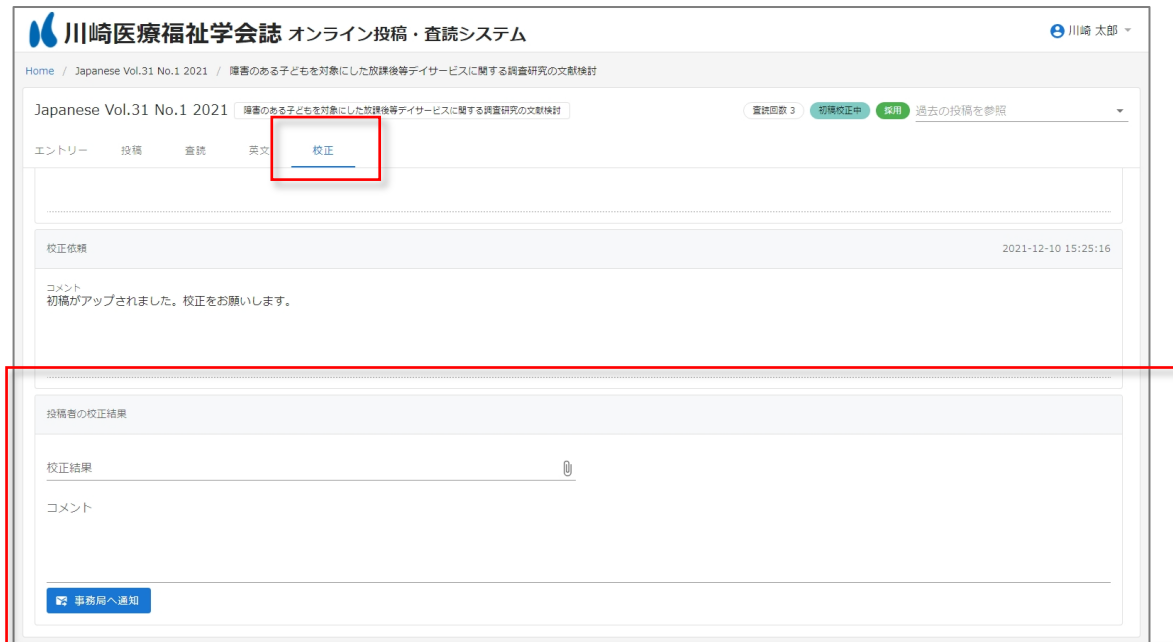 川崎医療福祉学会誌 オンライン投稿・査読システム
川崎 太郎
Home / Japanese Vol.31 No.1 2021 / 障害のある子どもを対象にした放課後等デイサービスに関する調査研究の文献検討
Japanese Vol.31 No.1 2021 障害のある子どもを対象にした放課後等デイサービスに関する調査研究の文献検討 査読回数 3 初稿校正中 採用 過去の投稿を参照
エントリー 投稿 査読 英文 校正
校正依頼 2021-12-10 15:25:16
コメント
初稿がアップされました。校正をお願いします。
投稿者の校正結果
校正結果
コメント
事務局へ通知